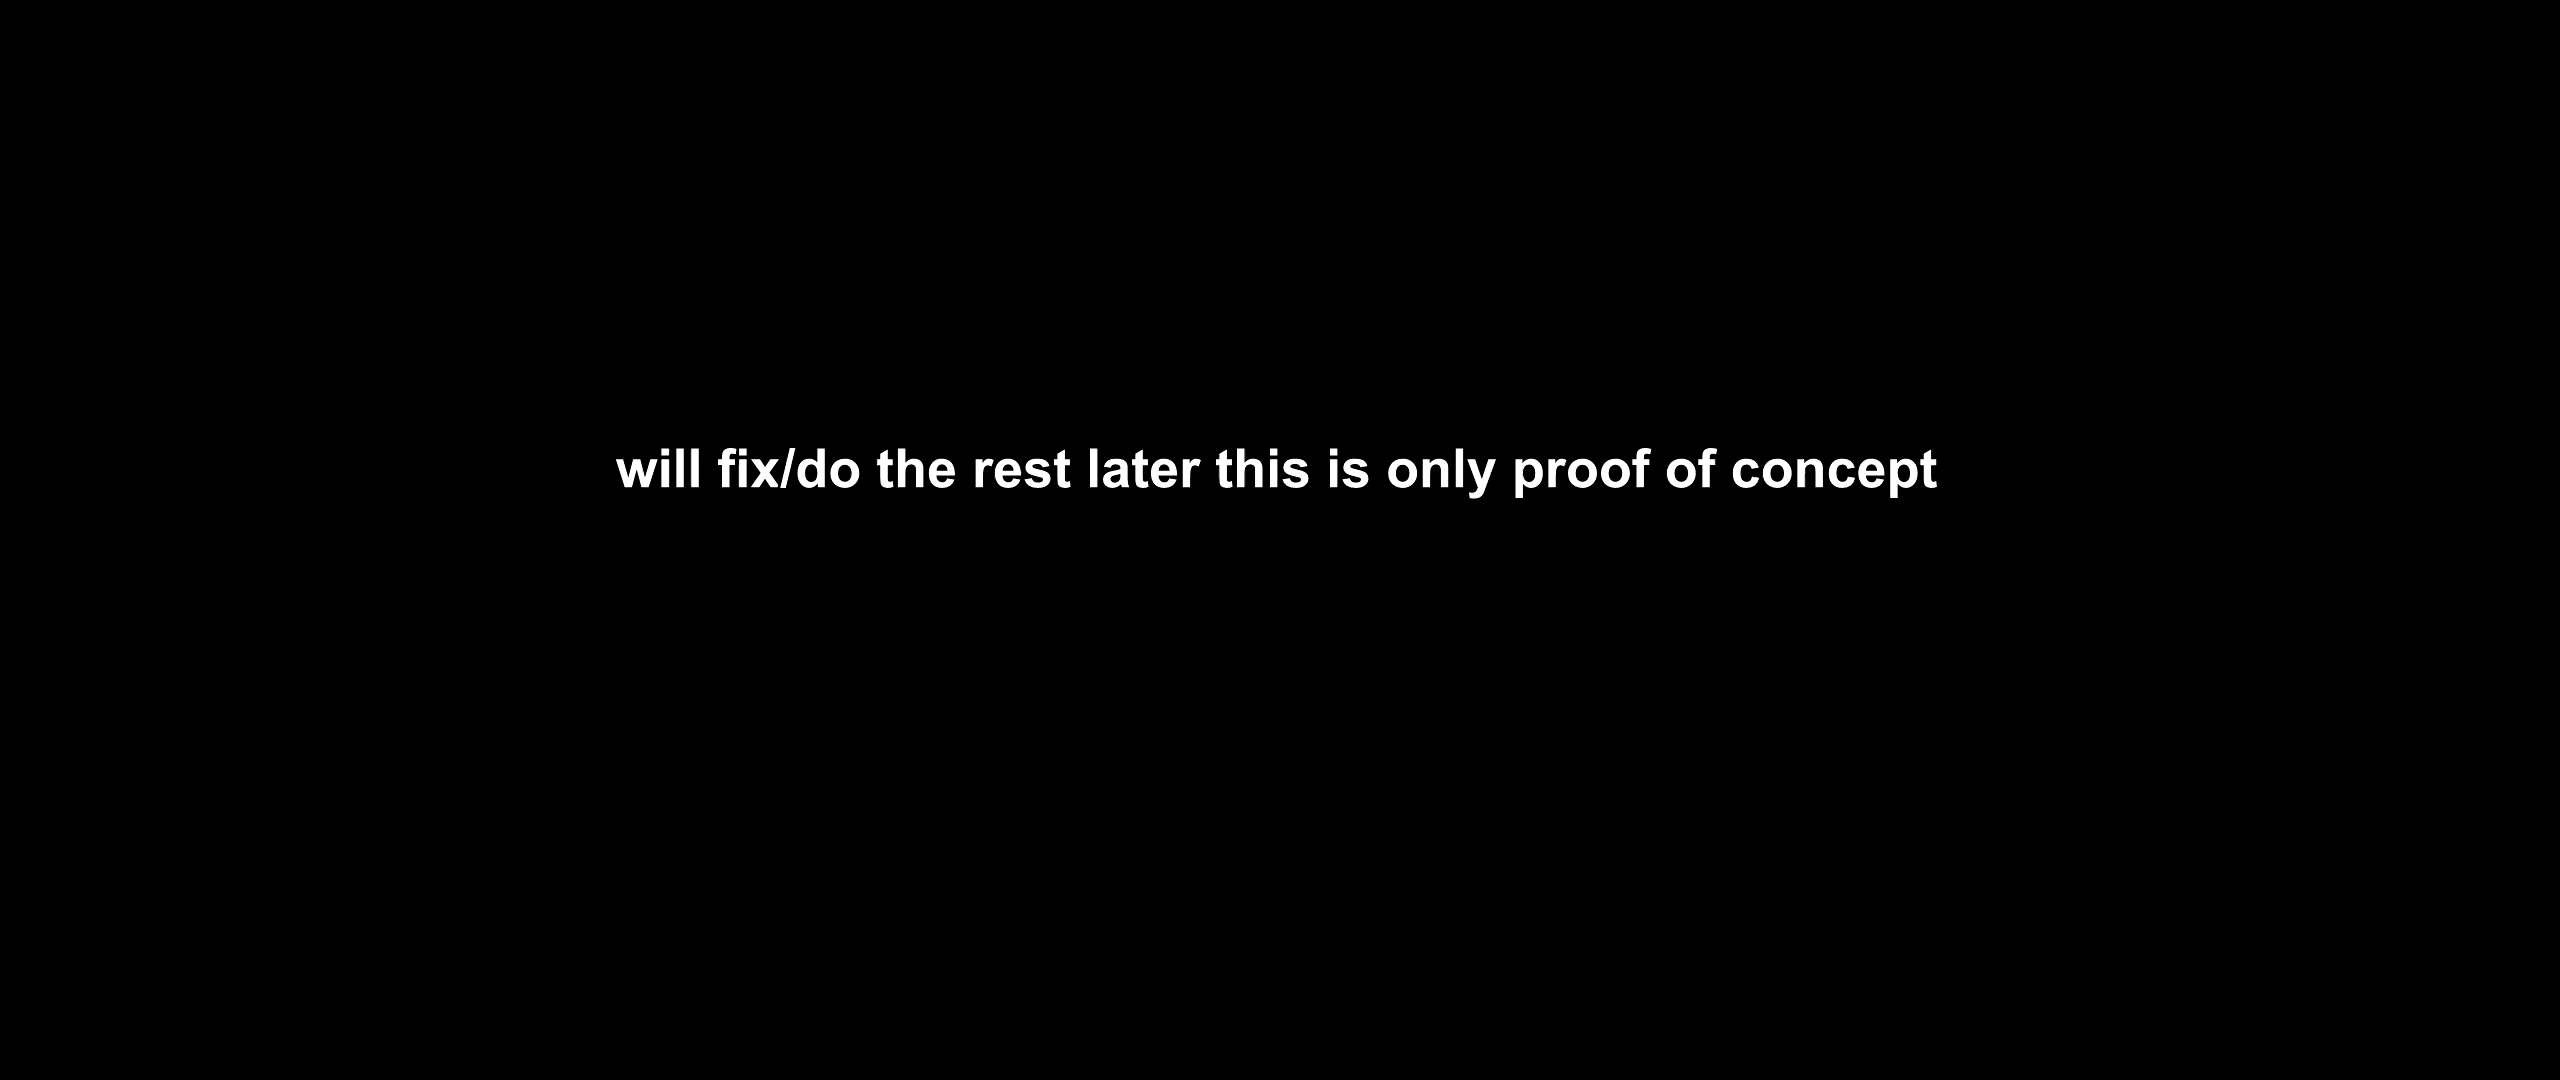 will fix/do the rest later this is only proof of concept